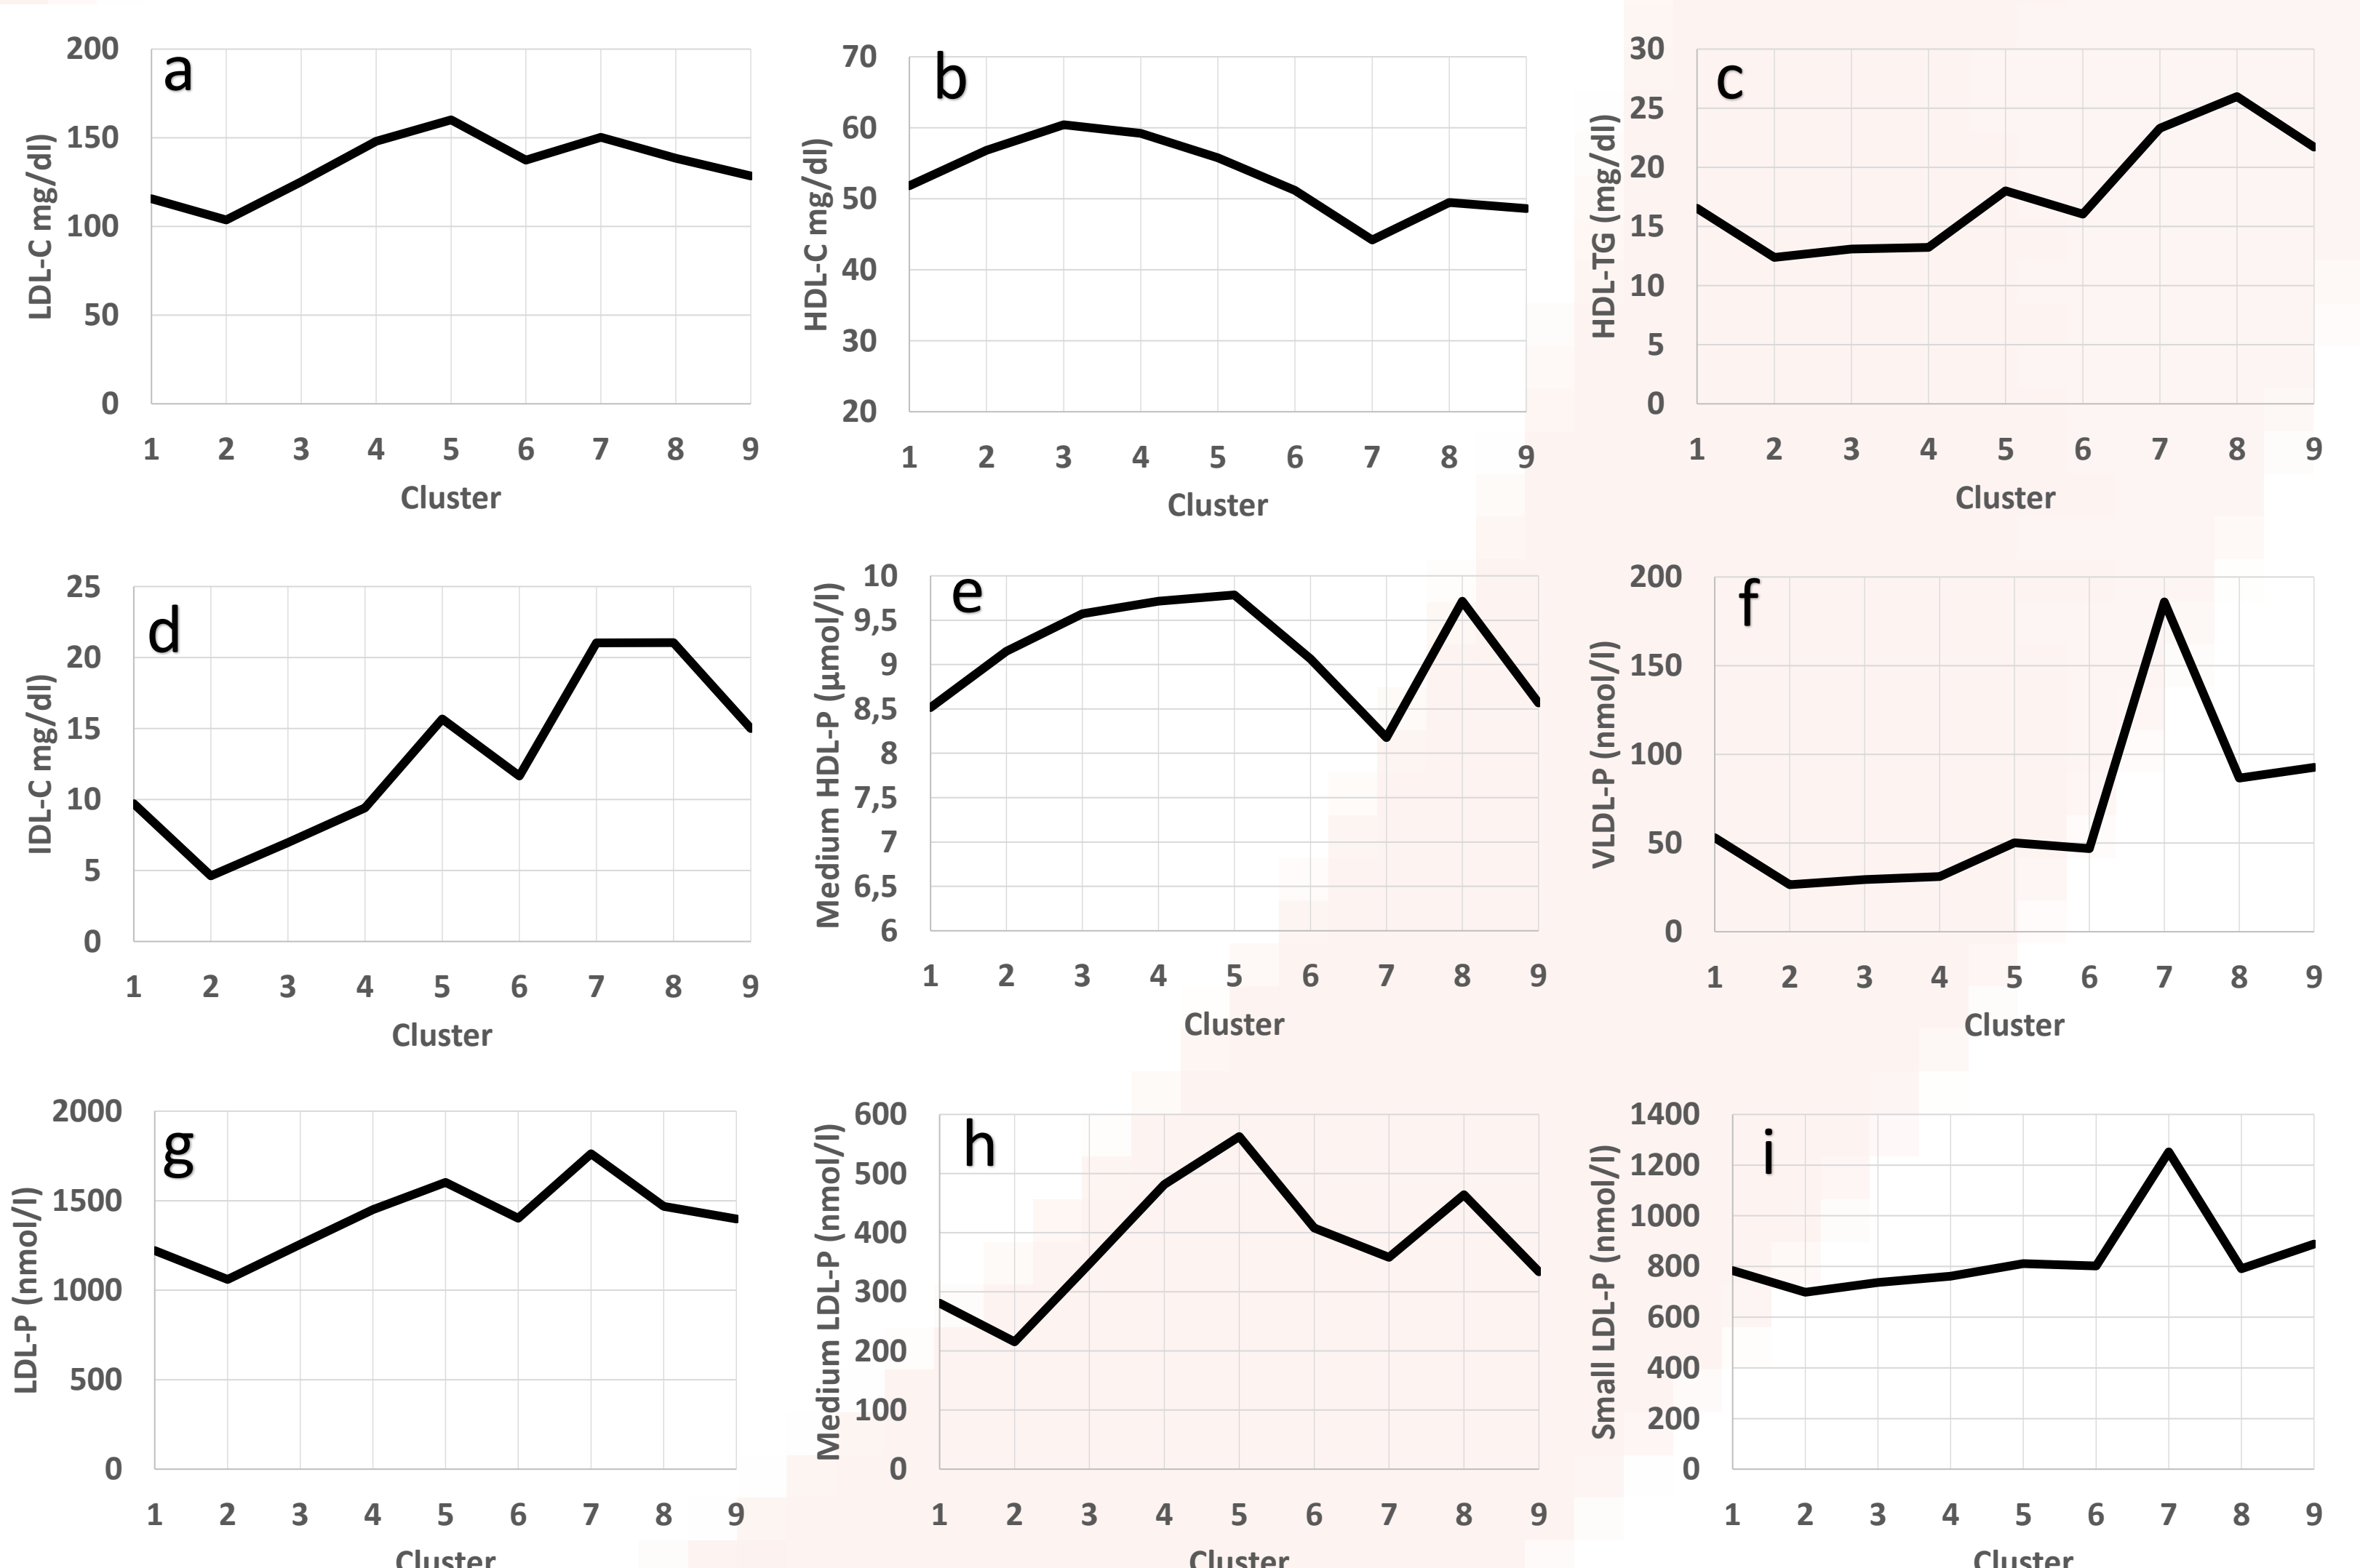 a
LDL-C mg/dl)
200
150
100
50
0
1 2 3 4 5 6 7 8 9
Cluster
b
HDL-C mg/dl)
70
60
50
40
30
20
1 2 3 4 5 6 7 8 9
Cluster
c
HDL-TG (mg/dl)
30
25
20
15
10
5
0
1 2 3 4 5 6 7 8 9
Cluster
d
IDL-C mg/dl)
25
20
15
10
5
0
1 2 3 4 5 6 7 8 9
Cluster
e
Medium HDL-P (μmol/l)
10
9,5
9
8,5
8
7,5
7
6,5
6
1 2 3 4 5 6 7 8 9
Cluster
f
VLDL-P (nmol/l)
200
150
100
50
0
1 2 3 4 5 6 7 8 9
Cluster
g
LDL-P (nmol/l)
2000
1500
1000
500
0
1 2 3 4 5 6 7 8 9
Cluster
h
Medium LDL-P (nmol/l)
600
500
400
300
200
100
0
1 2 3 4 5 6 7 8 9
Cluster
i
Small LDL-P (nmol/l)
1400
1200
1000
800
600
400
200
0
1 2 3 4 5 6 7 8 9
Cluster